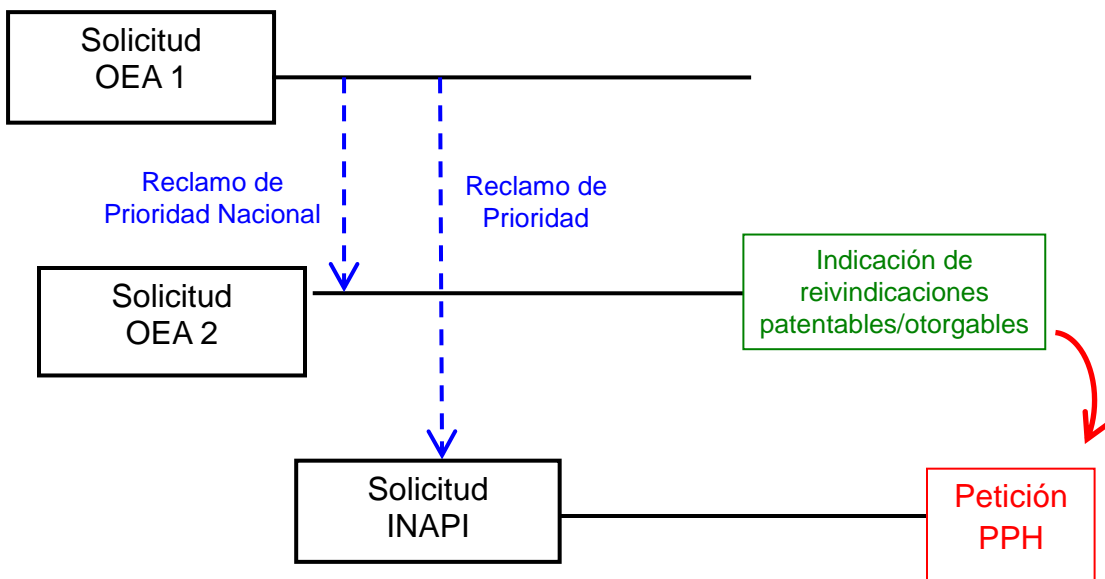 Solicitud
OEA 1
Reclamo de
Prioridad Nacional
Reclamo de
Prioridad
Solicitud
OEA 2
Indicación de
reivindicaciones
patentables/otorgables
Solicitud
INAPI
Petición
PPH